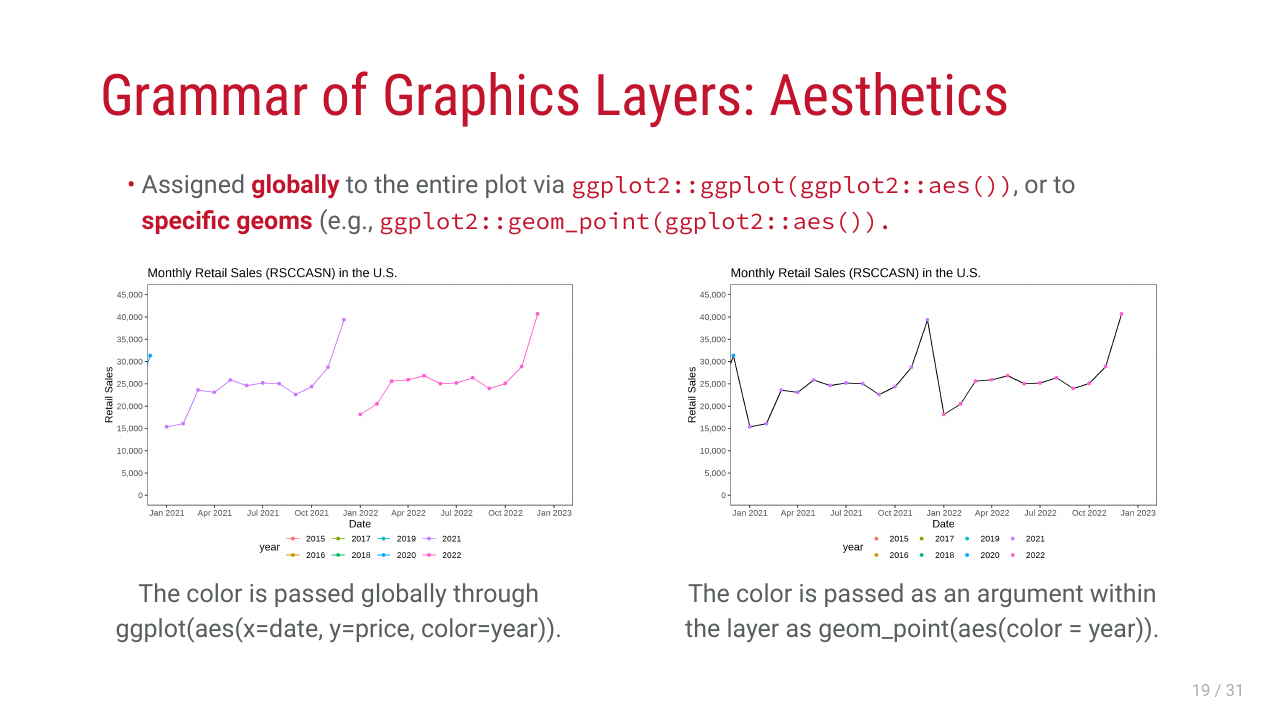 Grammar of Graphics Layers: Aesthetics
• Assigned globally to the entire plot via ggplot2::ggplot(ggplot2::aes()), or to
specific geoms (e.g., ggplot2::geom_point(ggplot2::aes()).
Monthly Retail Sales (RSCCASN) in the U.S.
45,000
40,000
35,000
30,000
25,000
20,000
15,000
10,000
5,000
0
Retail Sales
Jan 2021 Apr 2021 Jul 2021 Oct 2021 Jan 2022 Apr 2022 Jul 2022 Oct 2022 Jan 2023
Date
year
2015 2017 2019 2021
2016 2018 2020 2022
The color is passed globally through
ggplot(aes(x=date, y=price, color=year)).
Monthly Retail Sales (RSCCASN) in the U.S.
45,000
40,000
35,000
30,000
25,000
20,000
15,000
10,000
5,000
0
Retail Sales
Jan 2021 Apr 2021 Jul 2021 Oct 2021 Jan 2022 Apr 2022 Jul 2022 Oct 2022 Jan 2023
Date
year
2015 2017 2019 2021
2016 2018 2020 2022
The color is passed as an argument within
the layer as geom_point(aes(color = year)).
19 / 31